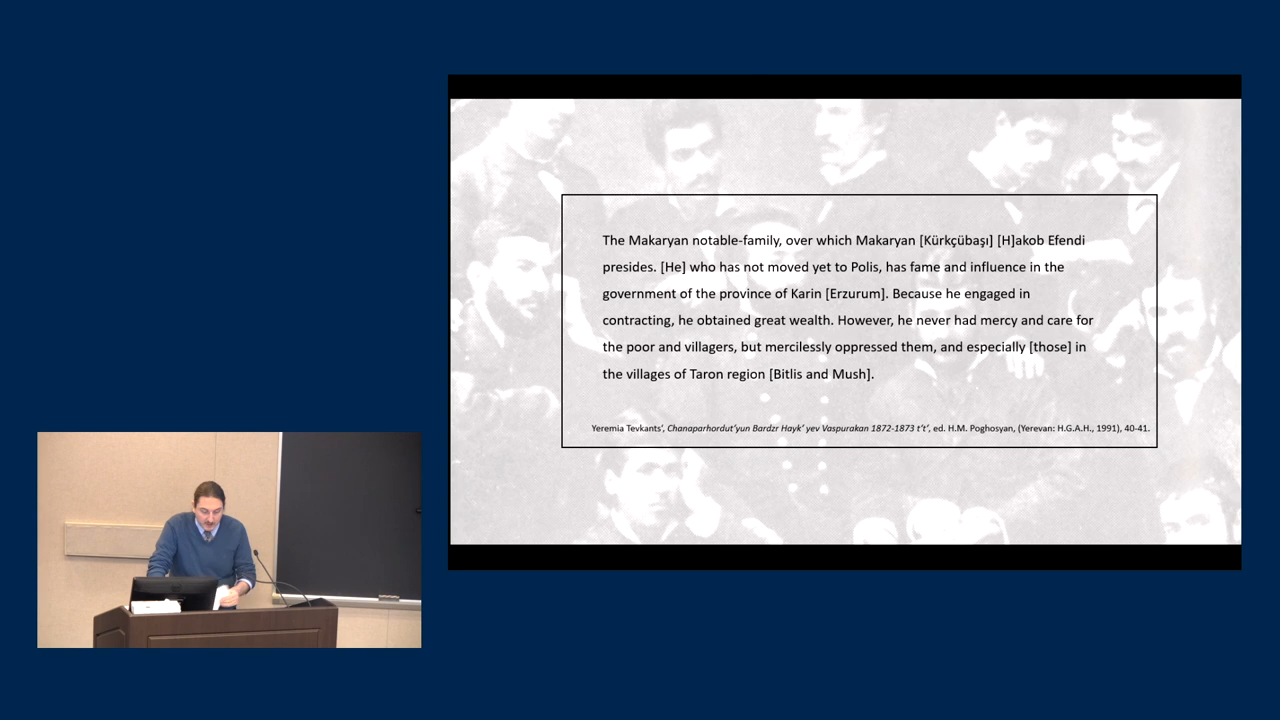 The Makaryan notable-family, over which Makaryan [Kürkçübaşı] [H]akob Efendi
presides. [He] who has not moved yet to Polis, has fame and influence in the
government of the province of Karin [Erzurum]. Because he engaged in
contracting, he obtained great wealth. However, he never had mercy and care for
the poor and villagers, but mercilessly oppressed them, and especially [those] in
the villages of Taron region [Bitlis and Mush].
Yeremia Tevkants’, Chanaparhordut’yun Bardzr Hayk’ yev Vaspurakan 1872-1873 t’t’, ed. H.M. Poghosyan, (Yerevan: H.G.A.H., 1991), 40-41.